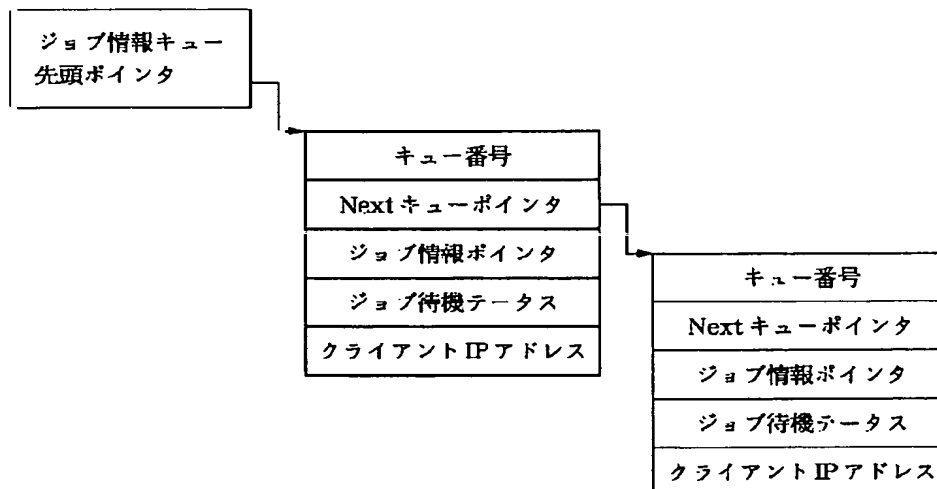 ジョブ情報キュー
先頭ポインタ
キュー番号
Nextキューポインタ
ジョブ情報ポインタ
ジョブ待機テータス
クライアントIPアドレス
キュー番号
Nextキューポインタ
ジョブ情報ポインタ
ジョブ待機テータス
クライアントIPアドレス